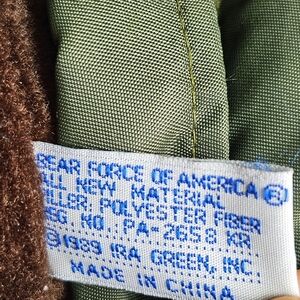 BEAR FORCE OF AMERICA ®
ALL NEW MATERIAL
FILLER, POLYESTER FIBER
REG NO.: PA-2658 KR
©1989 IRA GREEN, INC.
MADE IN CHINA